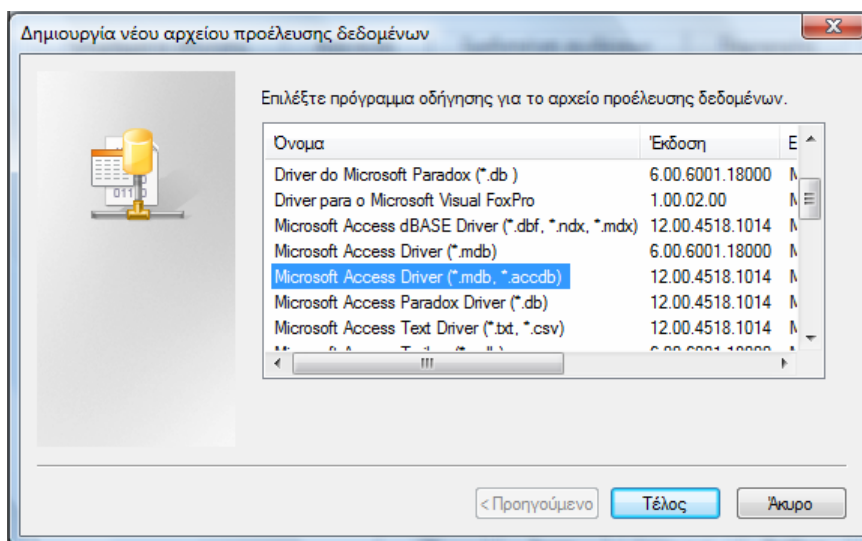 Δημιουργία νέου αρχείου προέλευσης δεδομένων
Επιλέξτε πρόγραμμα οδήγησης για το αρχείο προέλευσης δεδομένων.
Όνομα Έκδοση Ε
Driver do Microsoft Paradox (*.db ) 6.00.6001.18000 M
Driver para o Microsoft Visual FoxPro 1.00.02.00 M
Microsoft Access dBASE Driver (*.dbf, *.ndx, *.mdx) 12.00.4518.1014 M
Microsoft Access Driver (*.mdb) 6.00.6001.18000 M
Microsoft Access Driver (*.mdb, *.accdb) 12.00.4518.1014 M
Microsoft Access Paradox Driver (*.db) 12.00.4518.1014 M
Microsoft Access Text Driver (*.txt, *.csv) 12.00.4518.1014 M
< Προηγούμενο Τέλος Άκυρο